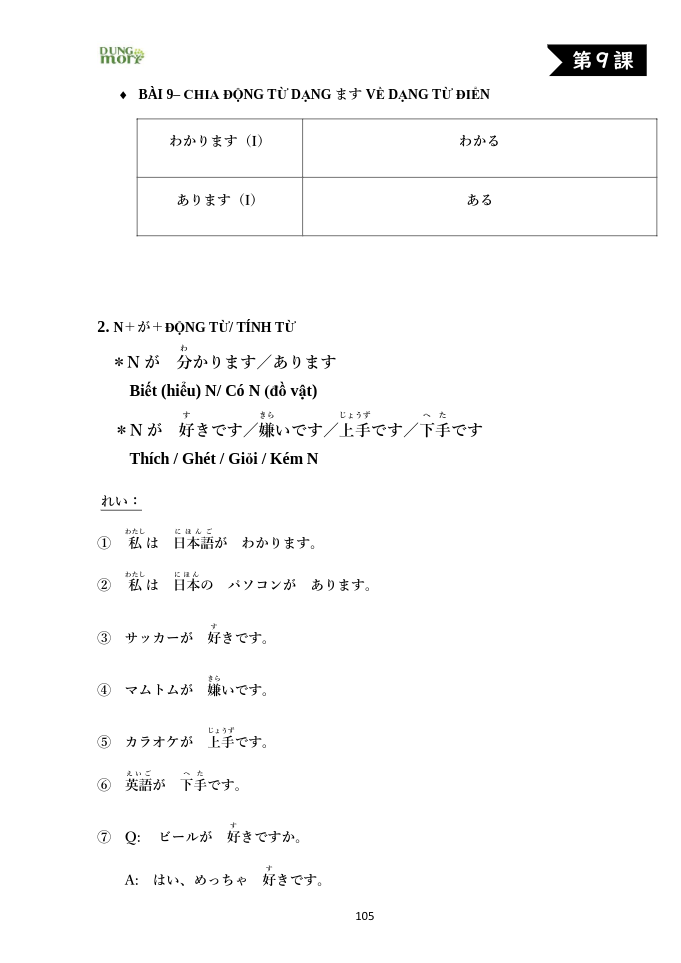 DUNG
mori
第9課
♦ BÀI 9– CHIA ĐỘNG TỪ DẠNG ます VỀ DẠNG TỪ ĐIỂN
わかります（I） わかる
あります（I） ある
2. N＋が＋ĐỘNG TỪ/ TÍNH TỪ
わ
＊N が　分かります／あります
Biết (hiểu) N/ Có N (đồ vật)
す きら じょうず へた
＊N が　好きです／嫌いです／上手です／下手です
Thích / Ghét / Giỏi / Kém N
れい：
わたし にほんご
①　私は　日本語が　わかります。
わたし にほん
②　私は　日本の　パソコンが　あります。
す
③　サッカーが　好きです。
きら
④　マムトムが　嫌いです。
じょうず
⑤　カラオケが　上手です。
えいご へた
⑥　英語が　下手です。
す
⑦　Q:　ビールが　好きですか。
す
A:　はい、めっちゃ　好きです。
105